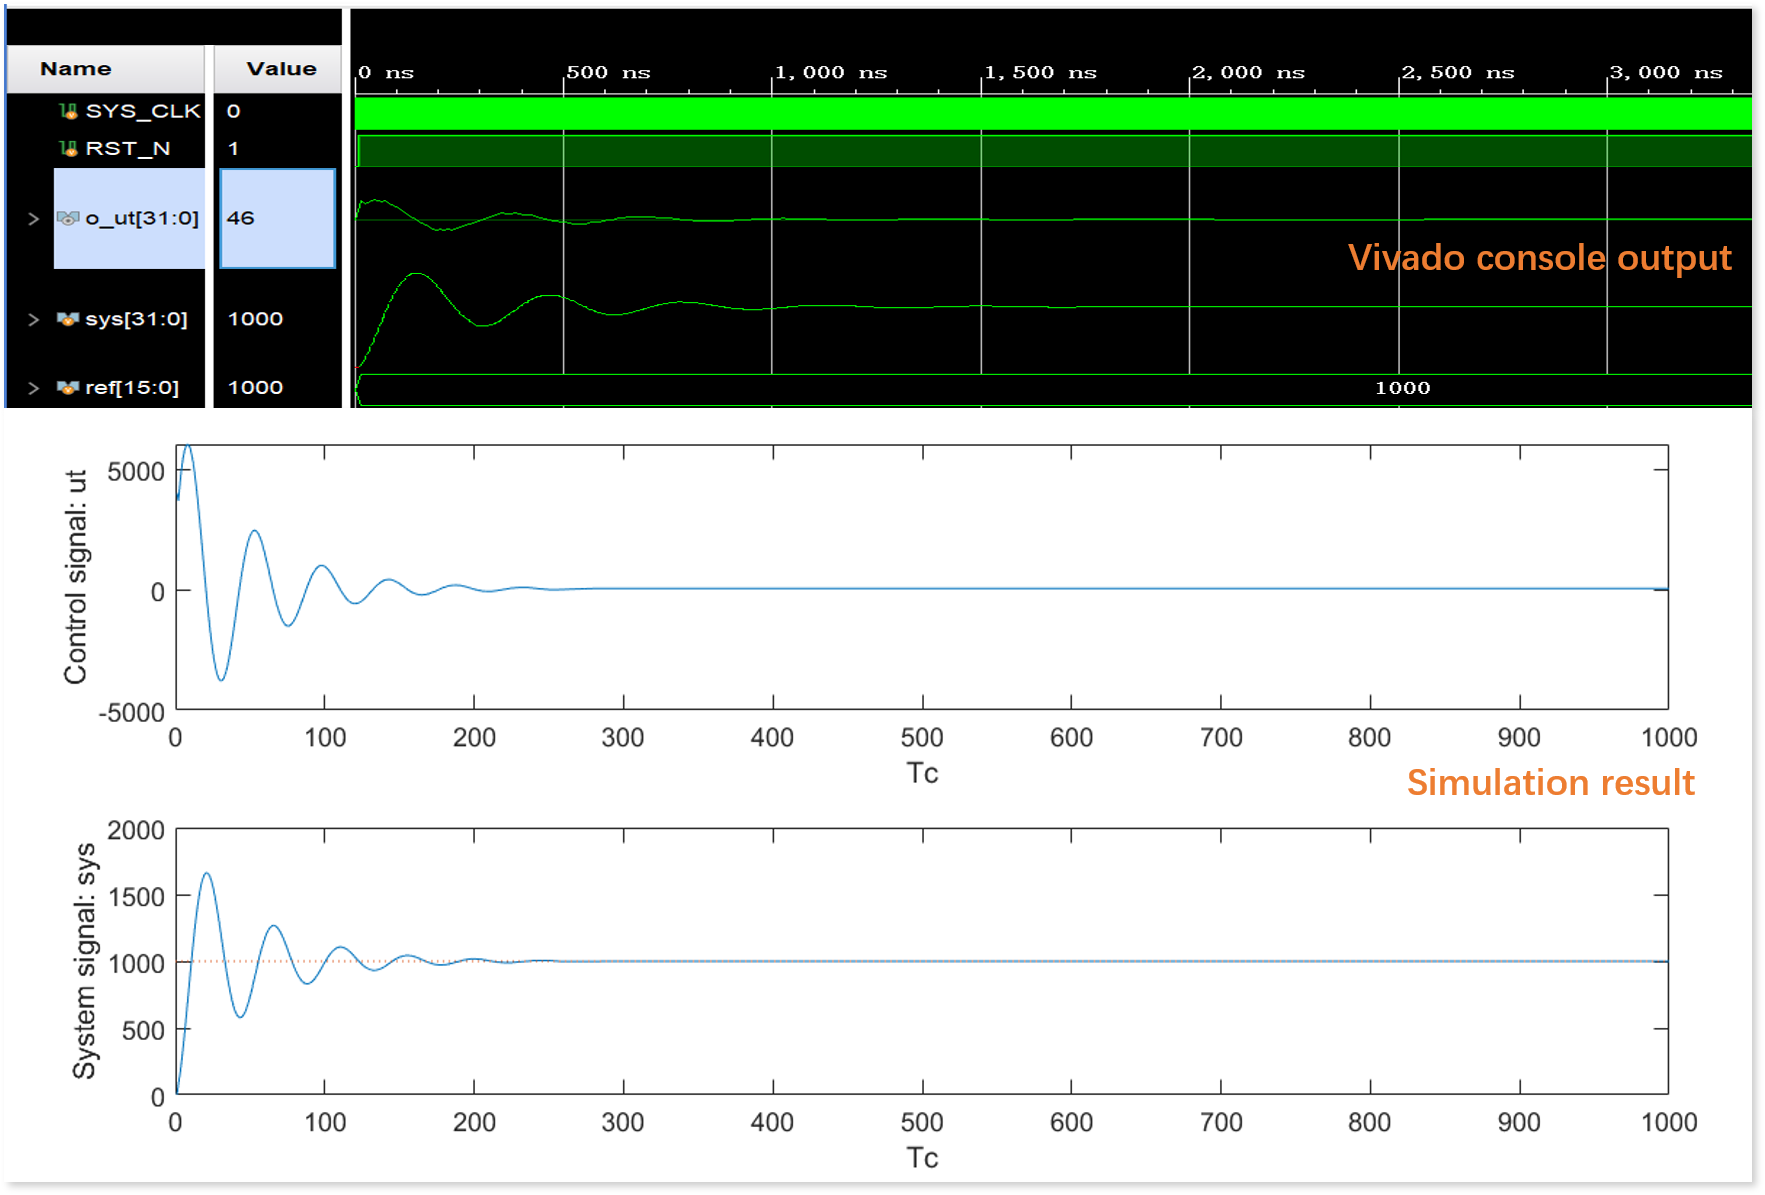 Name Value
0 ns 500 ns 1,000 ns 1,500 ns 2,000 ns 2,500 ns 3,000 ns
SYS_CLK 0
RST_N 1
o_ut[31:0] 46
Vivado console output
sys[31:0] 1000
ref[15:0] 1000 1000
Control signal: ut
5000
0
-5000
0 100 200 300 400 500 600 700 800 900 1000
Tc
Simulation result
System signal: sys
2000
1500
1000
500
0
0 100 200 300 400 500 600 700 800 900 1000
Tc